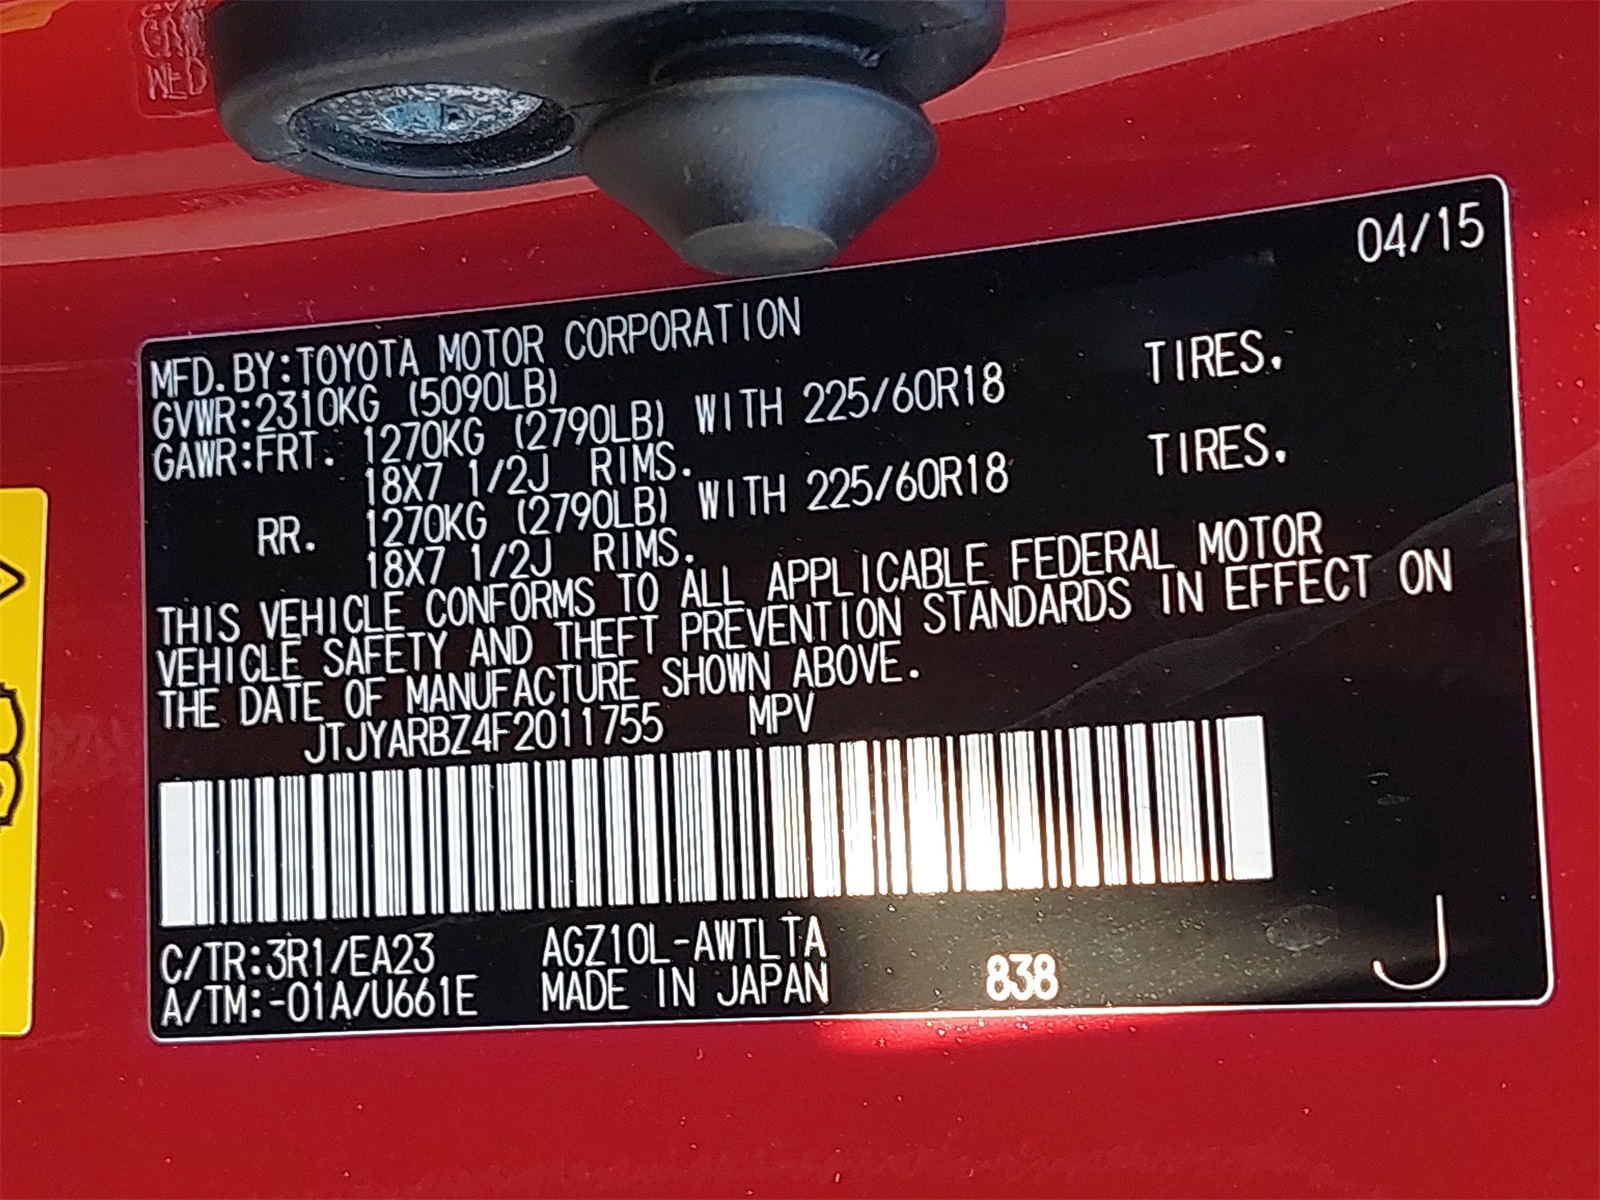 04/15
MFD.BY:TOYOTA MOTOR CORPORATION
GVWR:2310KG (5090LB)
GAWR:FRT. 1270KG (2790LB) WITH 225/60R18 TIRES.
18X7 1/2J RIMS.
RR. 1270KG (2790LB) WITH 225/60R18 TIRES.
18X7 1/2J RIMS.
THIS VEHICLE CONFORMS TO ALL APPLICABLE FEDERAL MOTOR
VEHICLE SAFETY AND THEFT PREVENTION STANDARDS IN EFFECT ON
THE DATE OF MANUFACTURE SHOWN ABOVE.
JTJYARBZ4F2011755 MPV
C/TR:3R1/EA23 AGZ10L-AWTLTA
A/TM:-01A/U661E MADE IN JAPAN 838 J